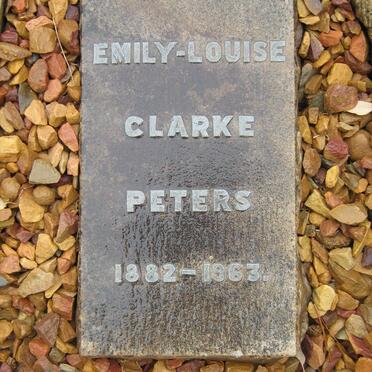 EMILY-LOUISE
CLARKE
PETERS
1882-1963.